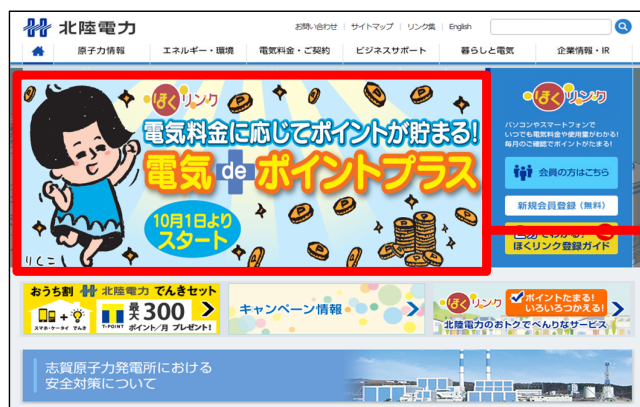 北陸電力
お問い合わせ サイトマップ リンク集 English
原子力情報 エネルギー・環境 電気料金・ご契約 ビジネスサポート 暮らしと電気 企業情報・IR
ほくリンク
電気料金に応じてポイントが貯まる!
電気deポイントプラス
10月1日より
スタート
りくこ
ほくリンク
パソコンやスマートフォンで
いつでも電気料金や使用量がわかる!
毎月のご確認でポイントがたまる!
会員の方はこちら
新規会員登録(無料)
でわかる!
ほくリンク登録ガイド
おうち割 北陸電力 でんきセット
スマホ・ケータイ でんき
T-POINT
最大300
ポイント/月 プレゼント!
キャンペーン情報
ほくリンク
ポイントたまる!
いろいろつかえる!
北陸電力のおトクでべんりなサービス
志賀原子力発電所における
安全対策について